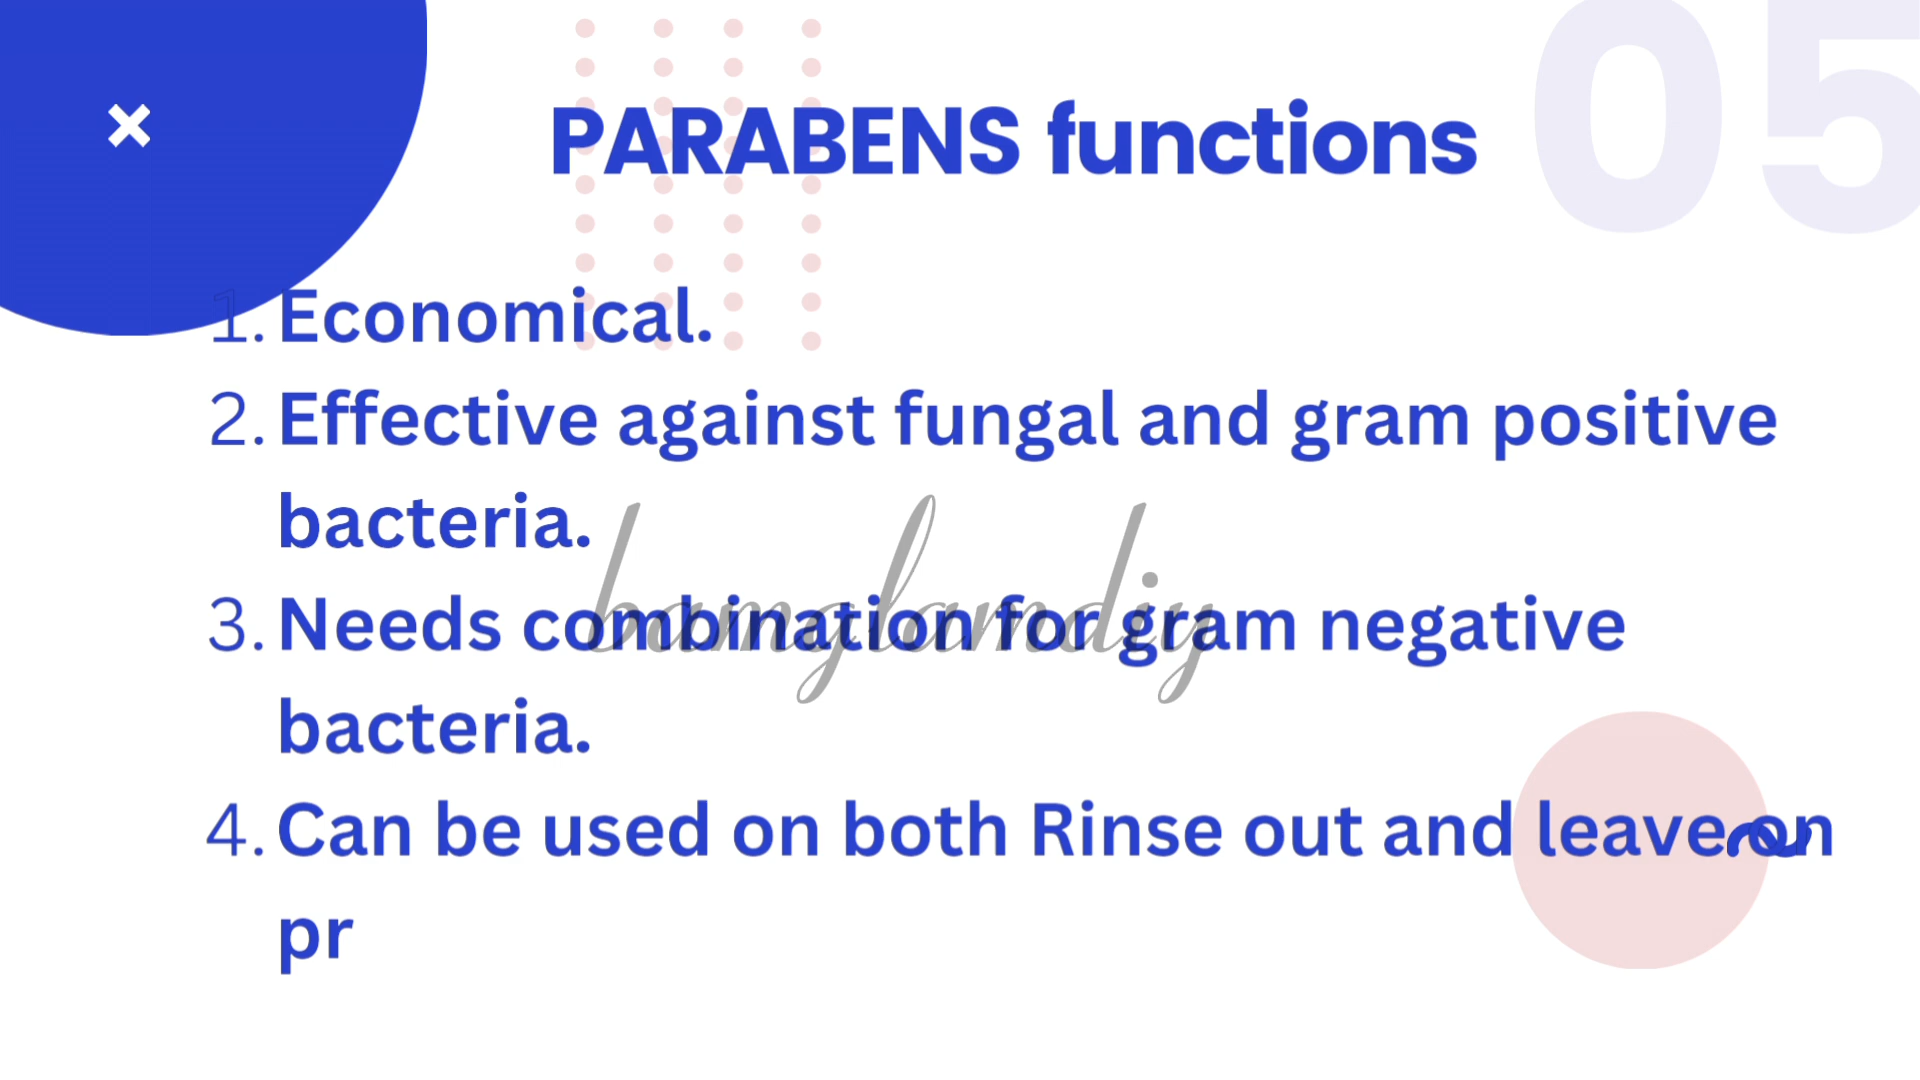 05
PARABENS functions
1. Economical.
2. Effective against fungal and gram positive
bacteria.
3. Needs combination for gram negative
bacteria.
4. Can be used on both Rinse out and leave on
pr
bamglamdiy